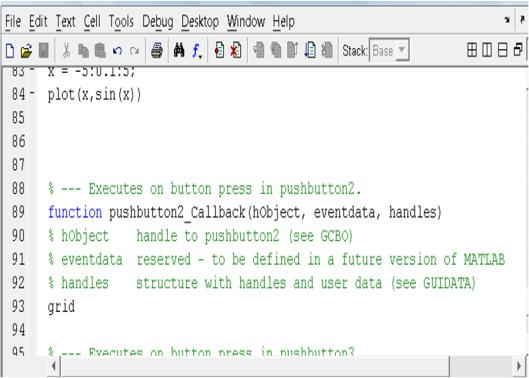 File Edit Text Cell Tools Debug Desktop Window Help
Stack: Base
83 - x = -5:0.1:5;
84 - plot(x,sin(x))
85
86
87
88 % --- Executes on button press in pushbutton2.
89 function pushbutton2_Callback(hObject, eventdata, handles)
90 % hObject handle to pushbutton2 (see GCBO)
91 % eventdata reserved - to be defined in a future version of MATLAB
92 % handles structure with handles and user data (see GUIDATA)
93 grid
94
95 % --- Executes on button press in pushbutton3